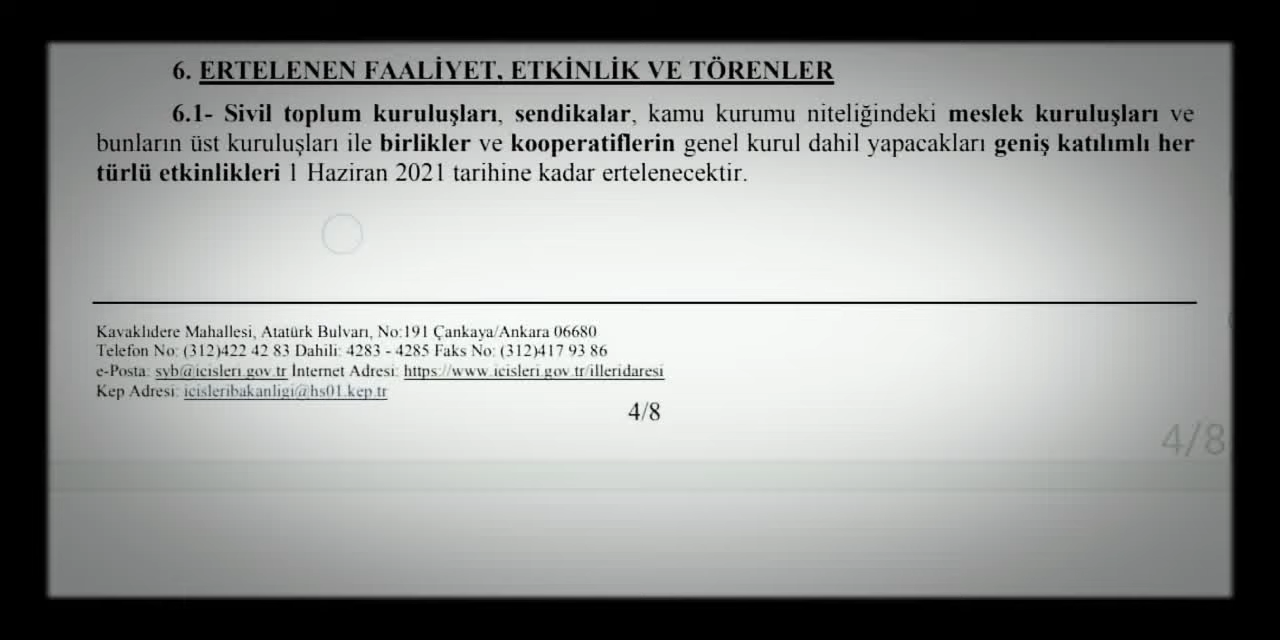 6. ERTELENEN FAALİYET, ETKİNLİK VE TÖRENLER
6.1- Sivil toplum kuruluşları, sendikalar, kamu kurumu niteliğindeki meslek kuruluşları ve
bunların üst kuruluşları ile birlikler ve kooperatiflerin genel kurul dahil yapacakları geniş katılımlı her
türlü etkinlikleri 1 Haziran 2021 tarihine kadar ertelenecektir.
Kavaklıdere Mahallesi, Atatürk Bulvarı, No:191 Çankaya/Ankara 06680
Telefon No: (312)422 42 83 Dahili: 4283 - 4285 Faks No: (312)417 93 86
e-Posta: syb@icisleri.gov.tr İnternet Adresi: https://www.icisleri.gov.tr/illeridaresi
Kep Adresi: icisleribakanligi@hs01.kep.tr
4/8
4/8